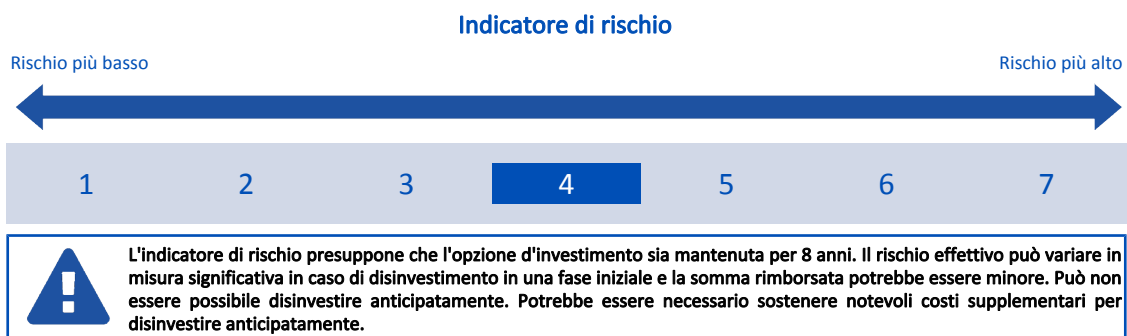 Indicatore di rischio
Rischio più basso
Rischio più alto
1 2 3 4 5 6 7
L'indicatore di rischio presuppone che l'opzione d'investimento sia mantenuta per 8 anni. Il rischio effettivo può variare in
misura significativa in caso di disinvestimento in una fase iniziale e la somma rimborsata potrebbe essere minore. Può non
essere possibile disinvestire anticipatamente. Potrebbe essere necessario sostenere notevoli costi supplementari per
disinvestire anticipatamente.